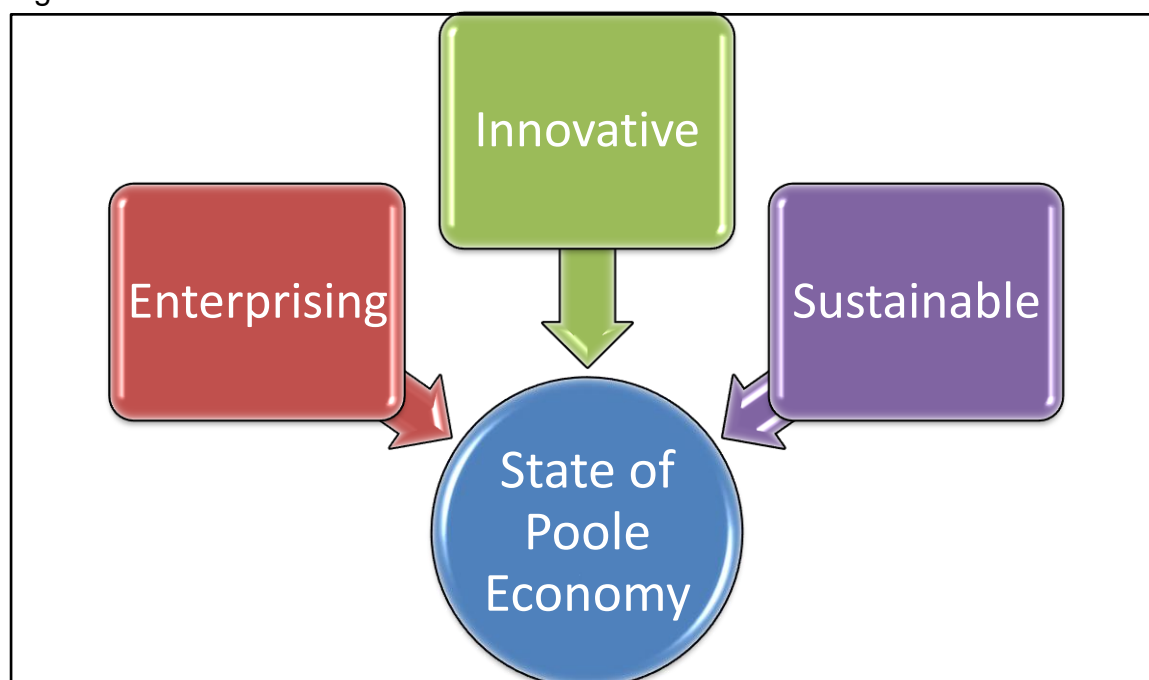 Innovative
Enterprising
Sustainable
State of
Poole
Economy